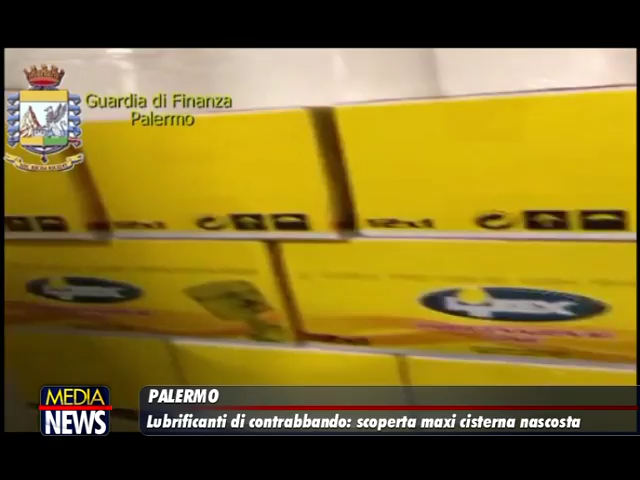 Guardia di Finanza
Palermo
MEDIA
NEWS
PALERMO
Lubrificanti di contrabbando: scoperta maxi cisterna nascosta